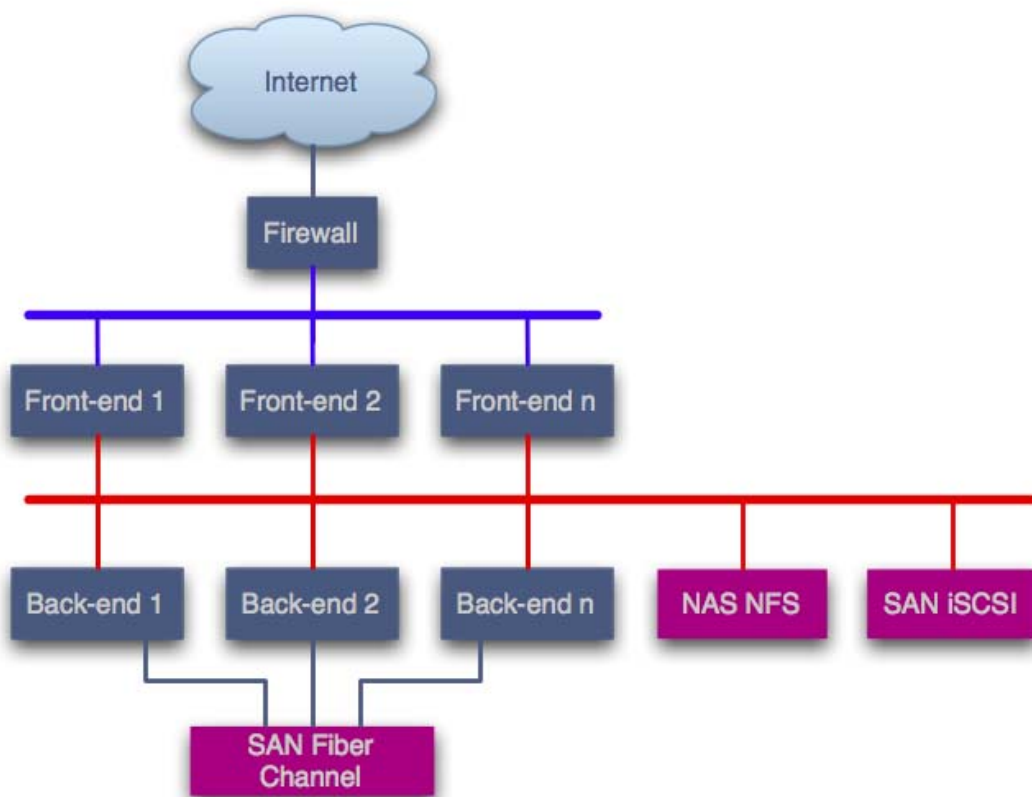 Internet
Firewall
Front-end 1
Front-end 2
Front-end n
Back-end 1
Back-end 2
Back-end n
NAS NFS
SAN iSCSI
SAN Fiber
Channel